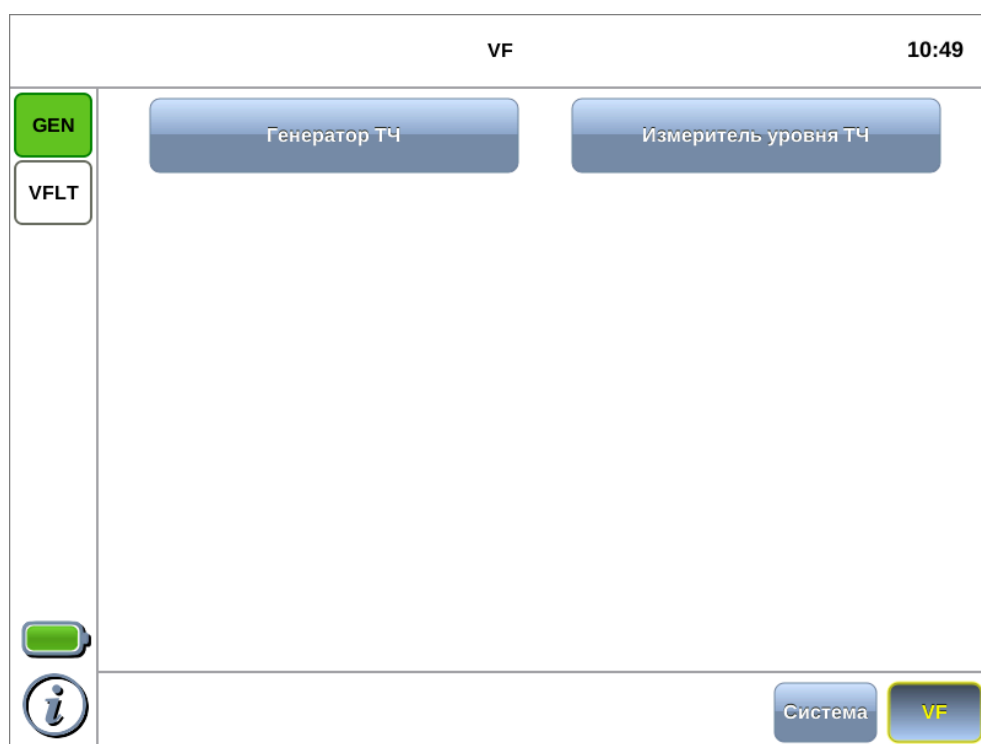 VF
10:49
GEN
Генератор ТЧ
Измеритель уровня ТЧ
VFLT
i
Система
VF